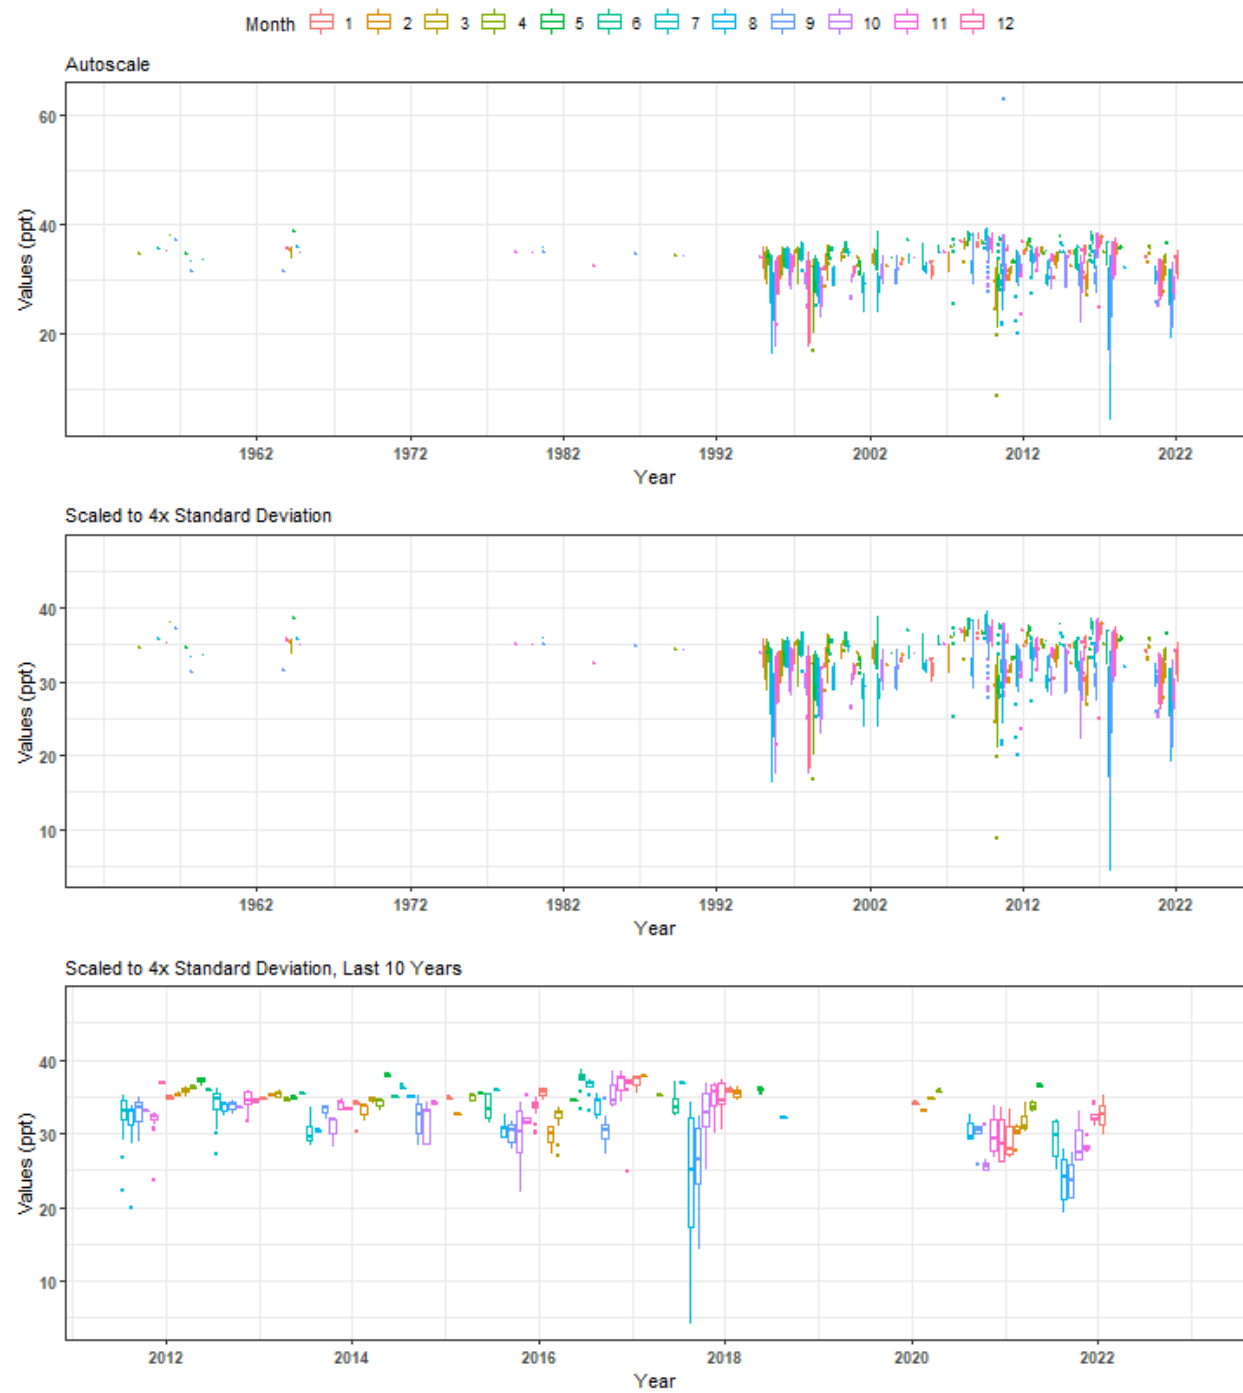 Month 1 2 3 4 5 6 7 8 9 10 11 12
Autoscale
60
40
20
Values (ppt)
1962 1972 1982 1992 2002 2012 2022
Year
Scaled to 4x Standard Deviation
40
30
20
10
Values (ppt)
1962 1972 1982 1992 2002 2012 2022
Year
Scaled to 4x Standard Deviation, Last 10 Years
40
30
20
10
Values (ppt)
2012 2014 2016 2018 2020 2022
Year